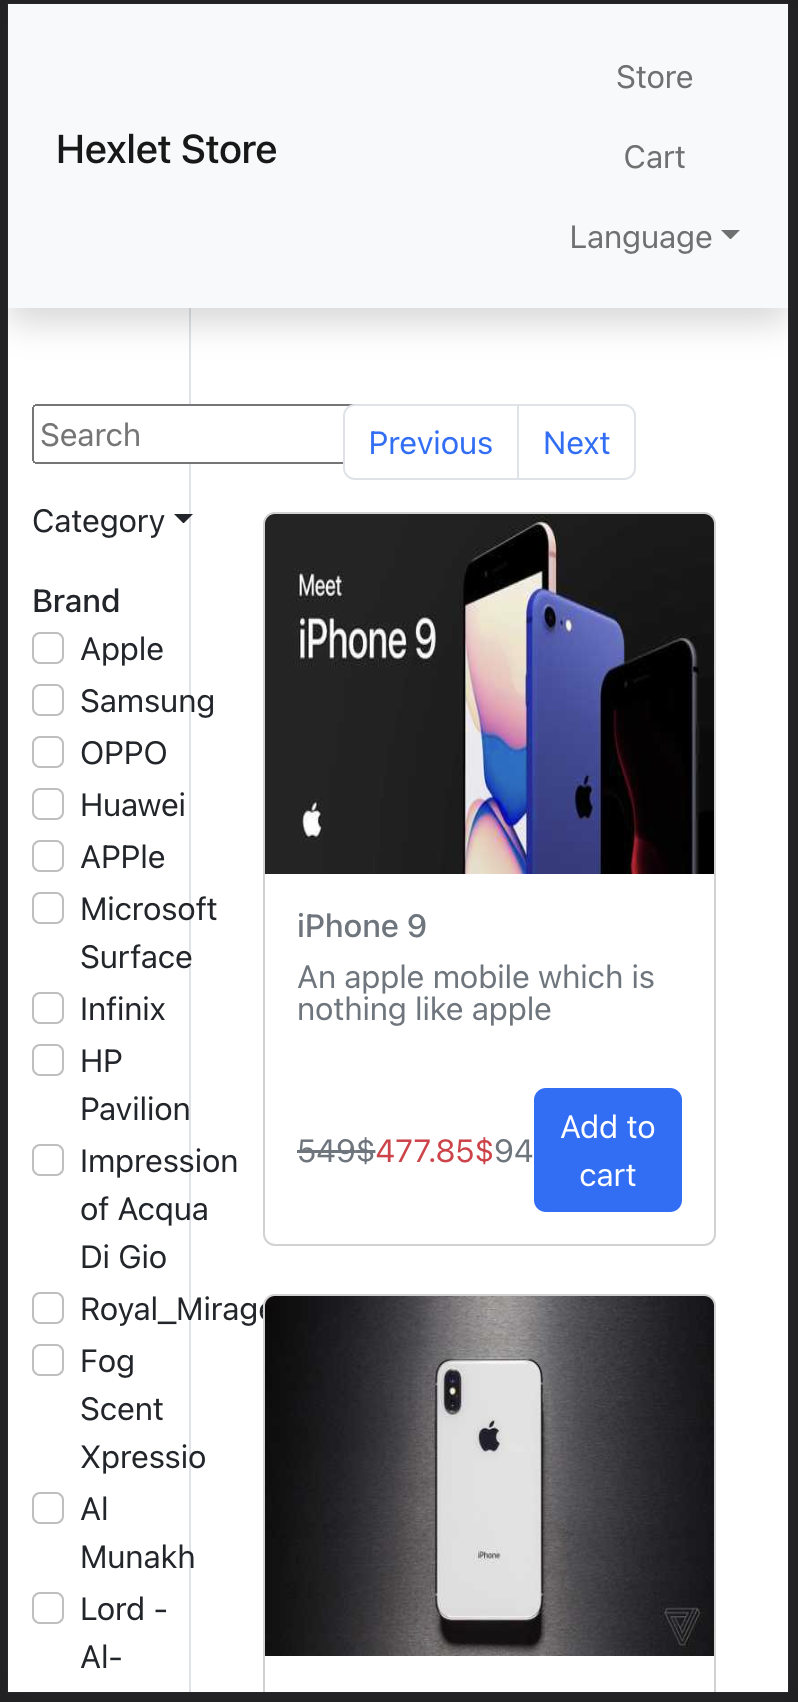 Hexlet Store
Store
Cart
Language
Search
Previous
Next
Category
Brand
Apple
Samsung
OPPO
Huawei
APPle
Microsoft
Surface
Infinix
HP
Pavilion
Impression
of Acqua
Di Gio
Royal_Mirage
Fog
Scent
Xpressio
Al
Munakh
Lord -
Al-
Meet
iPhone 9
iPhone 9
An apple mobile which is
nothing like apple
549$477.85$94
Add to
cart
iPhone